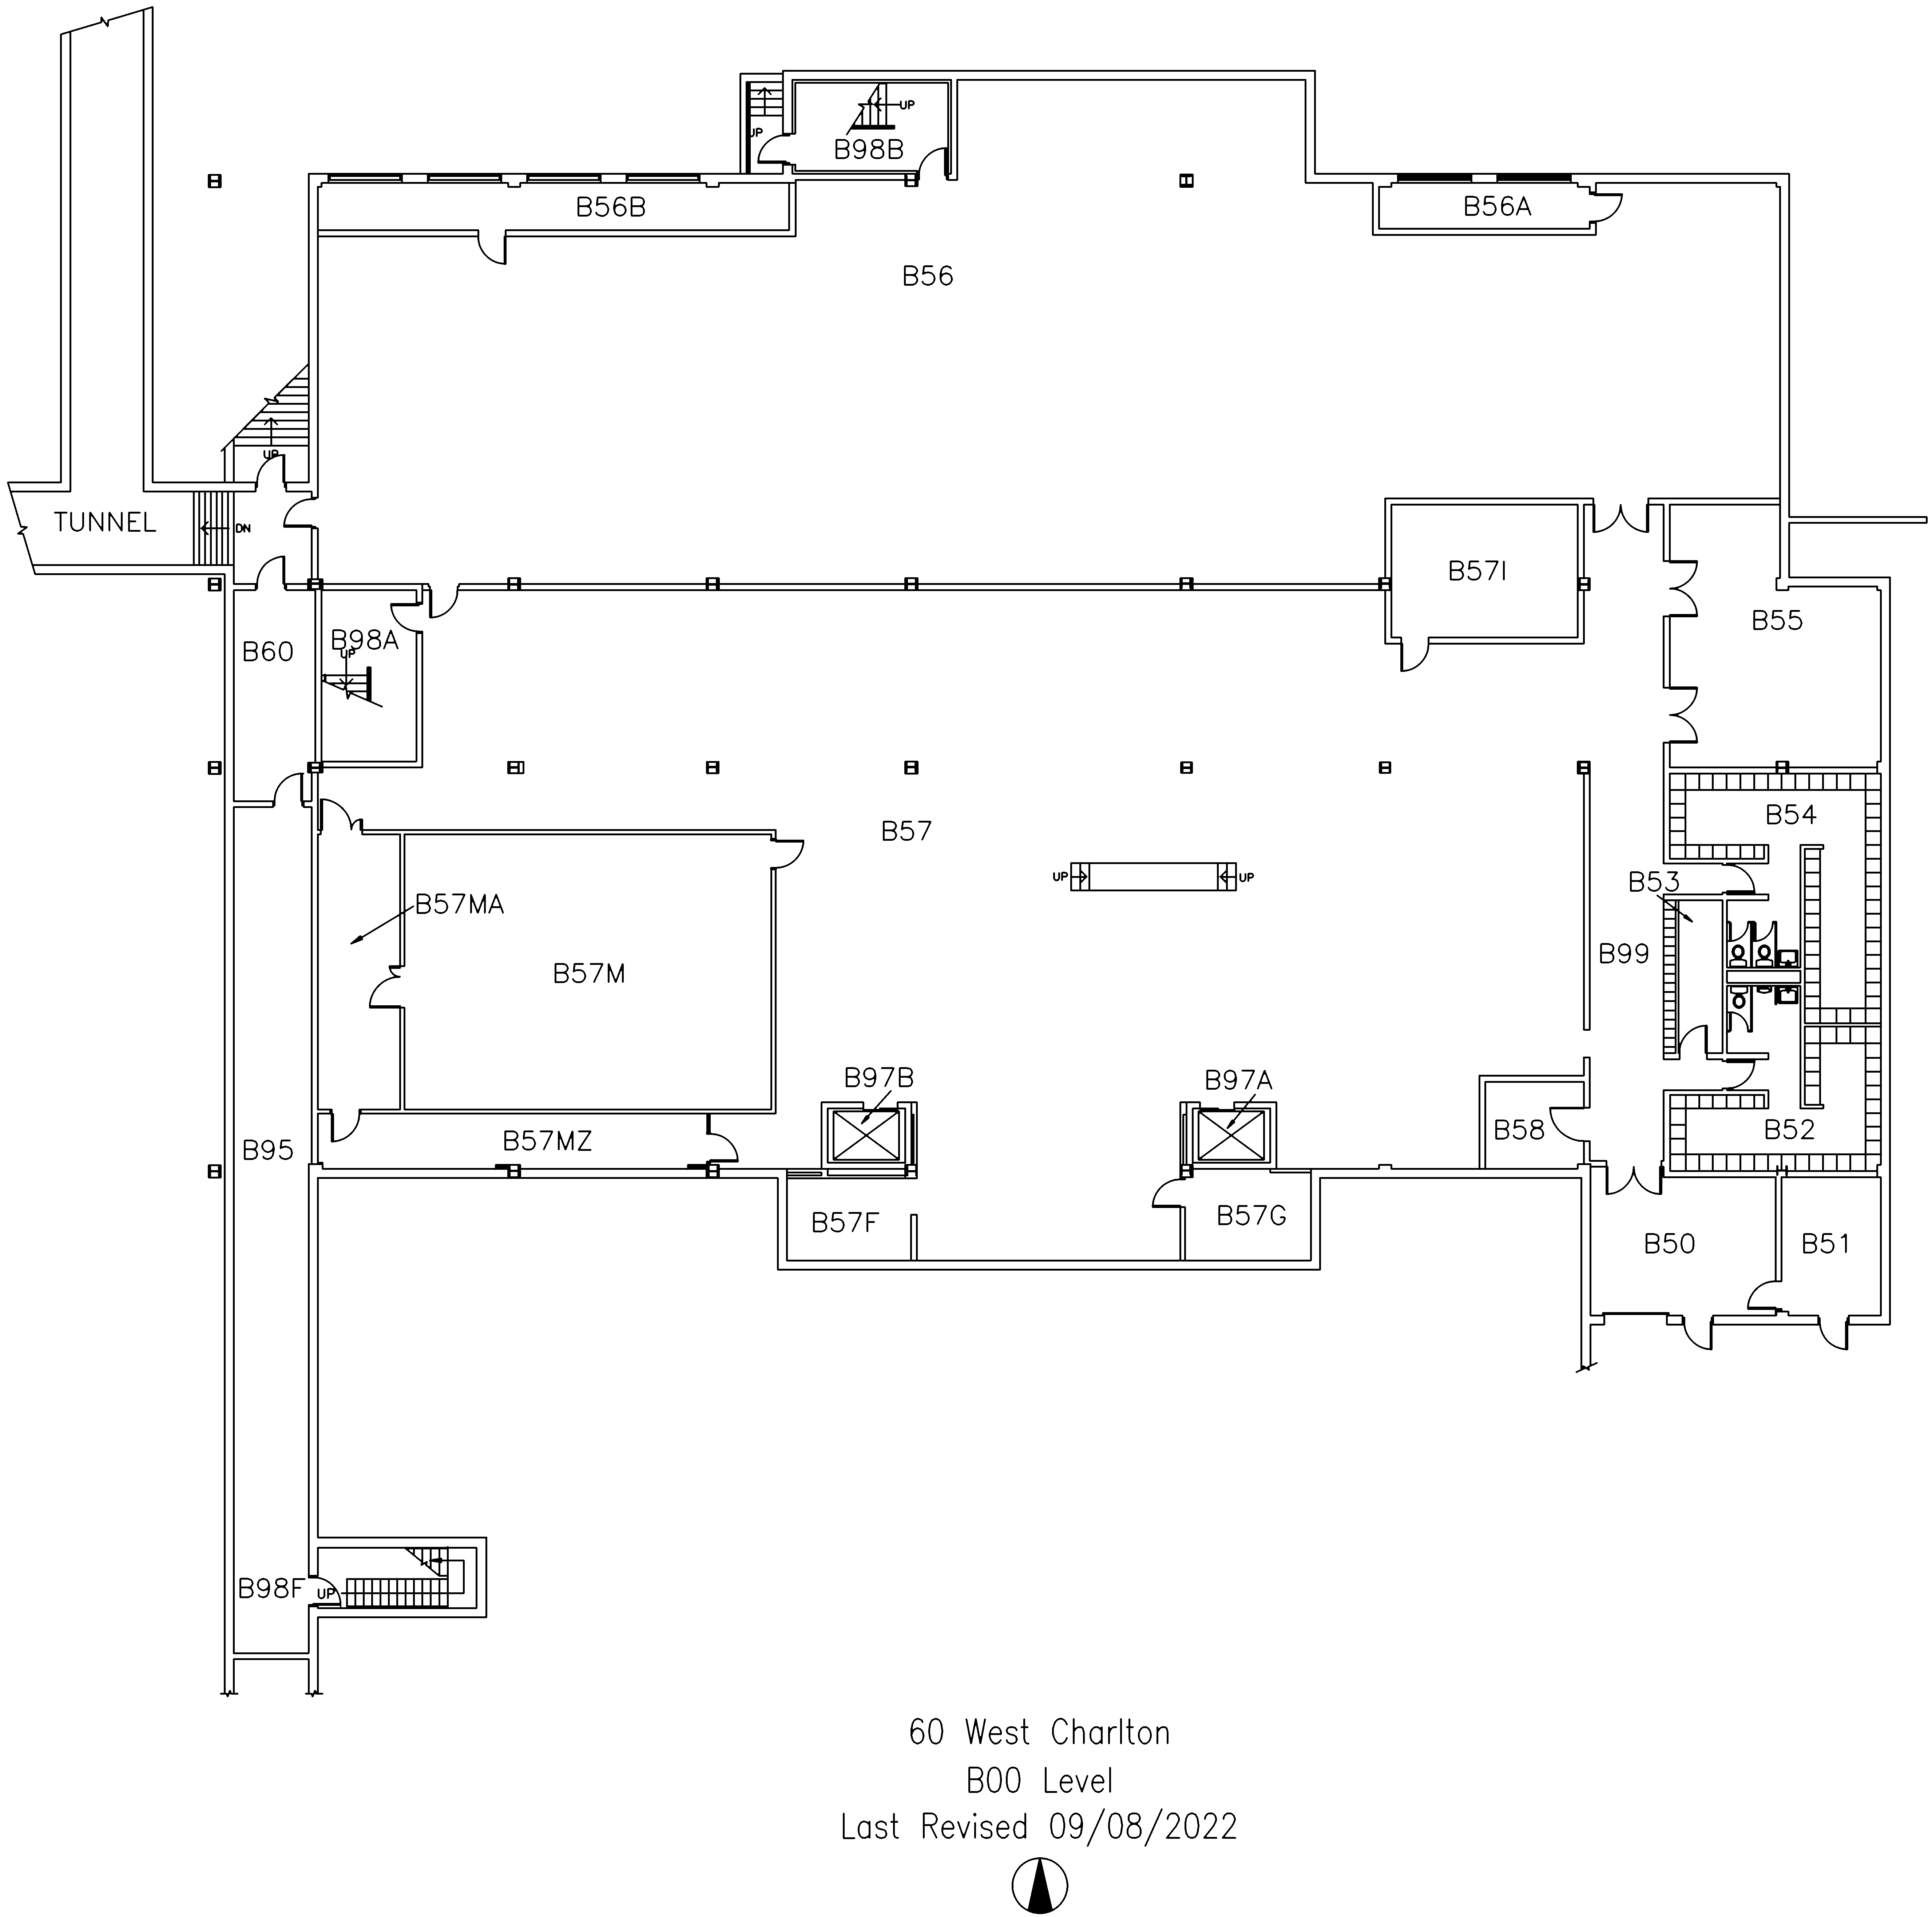 UP
UP
B98B
B56B
B56A
B56
UP
TUNNEL
DN
B57I
B55
B60
B98A
UP
B57
B54
UP
UP
B53
B57MA
B99
B57M
B97B
B97A
B57MZ
B58
B52
B95
B57F
B57G
B50
B51
B98F
UP
60 West Charlton
B00 Level
Last Revised 09/08/2022